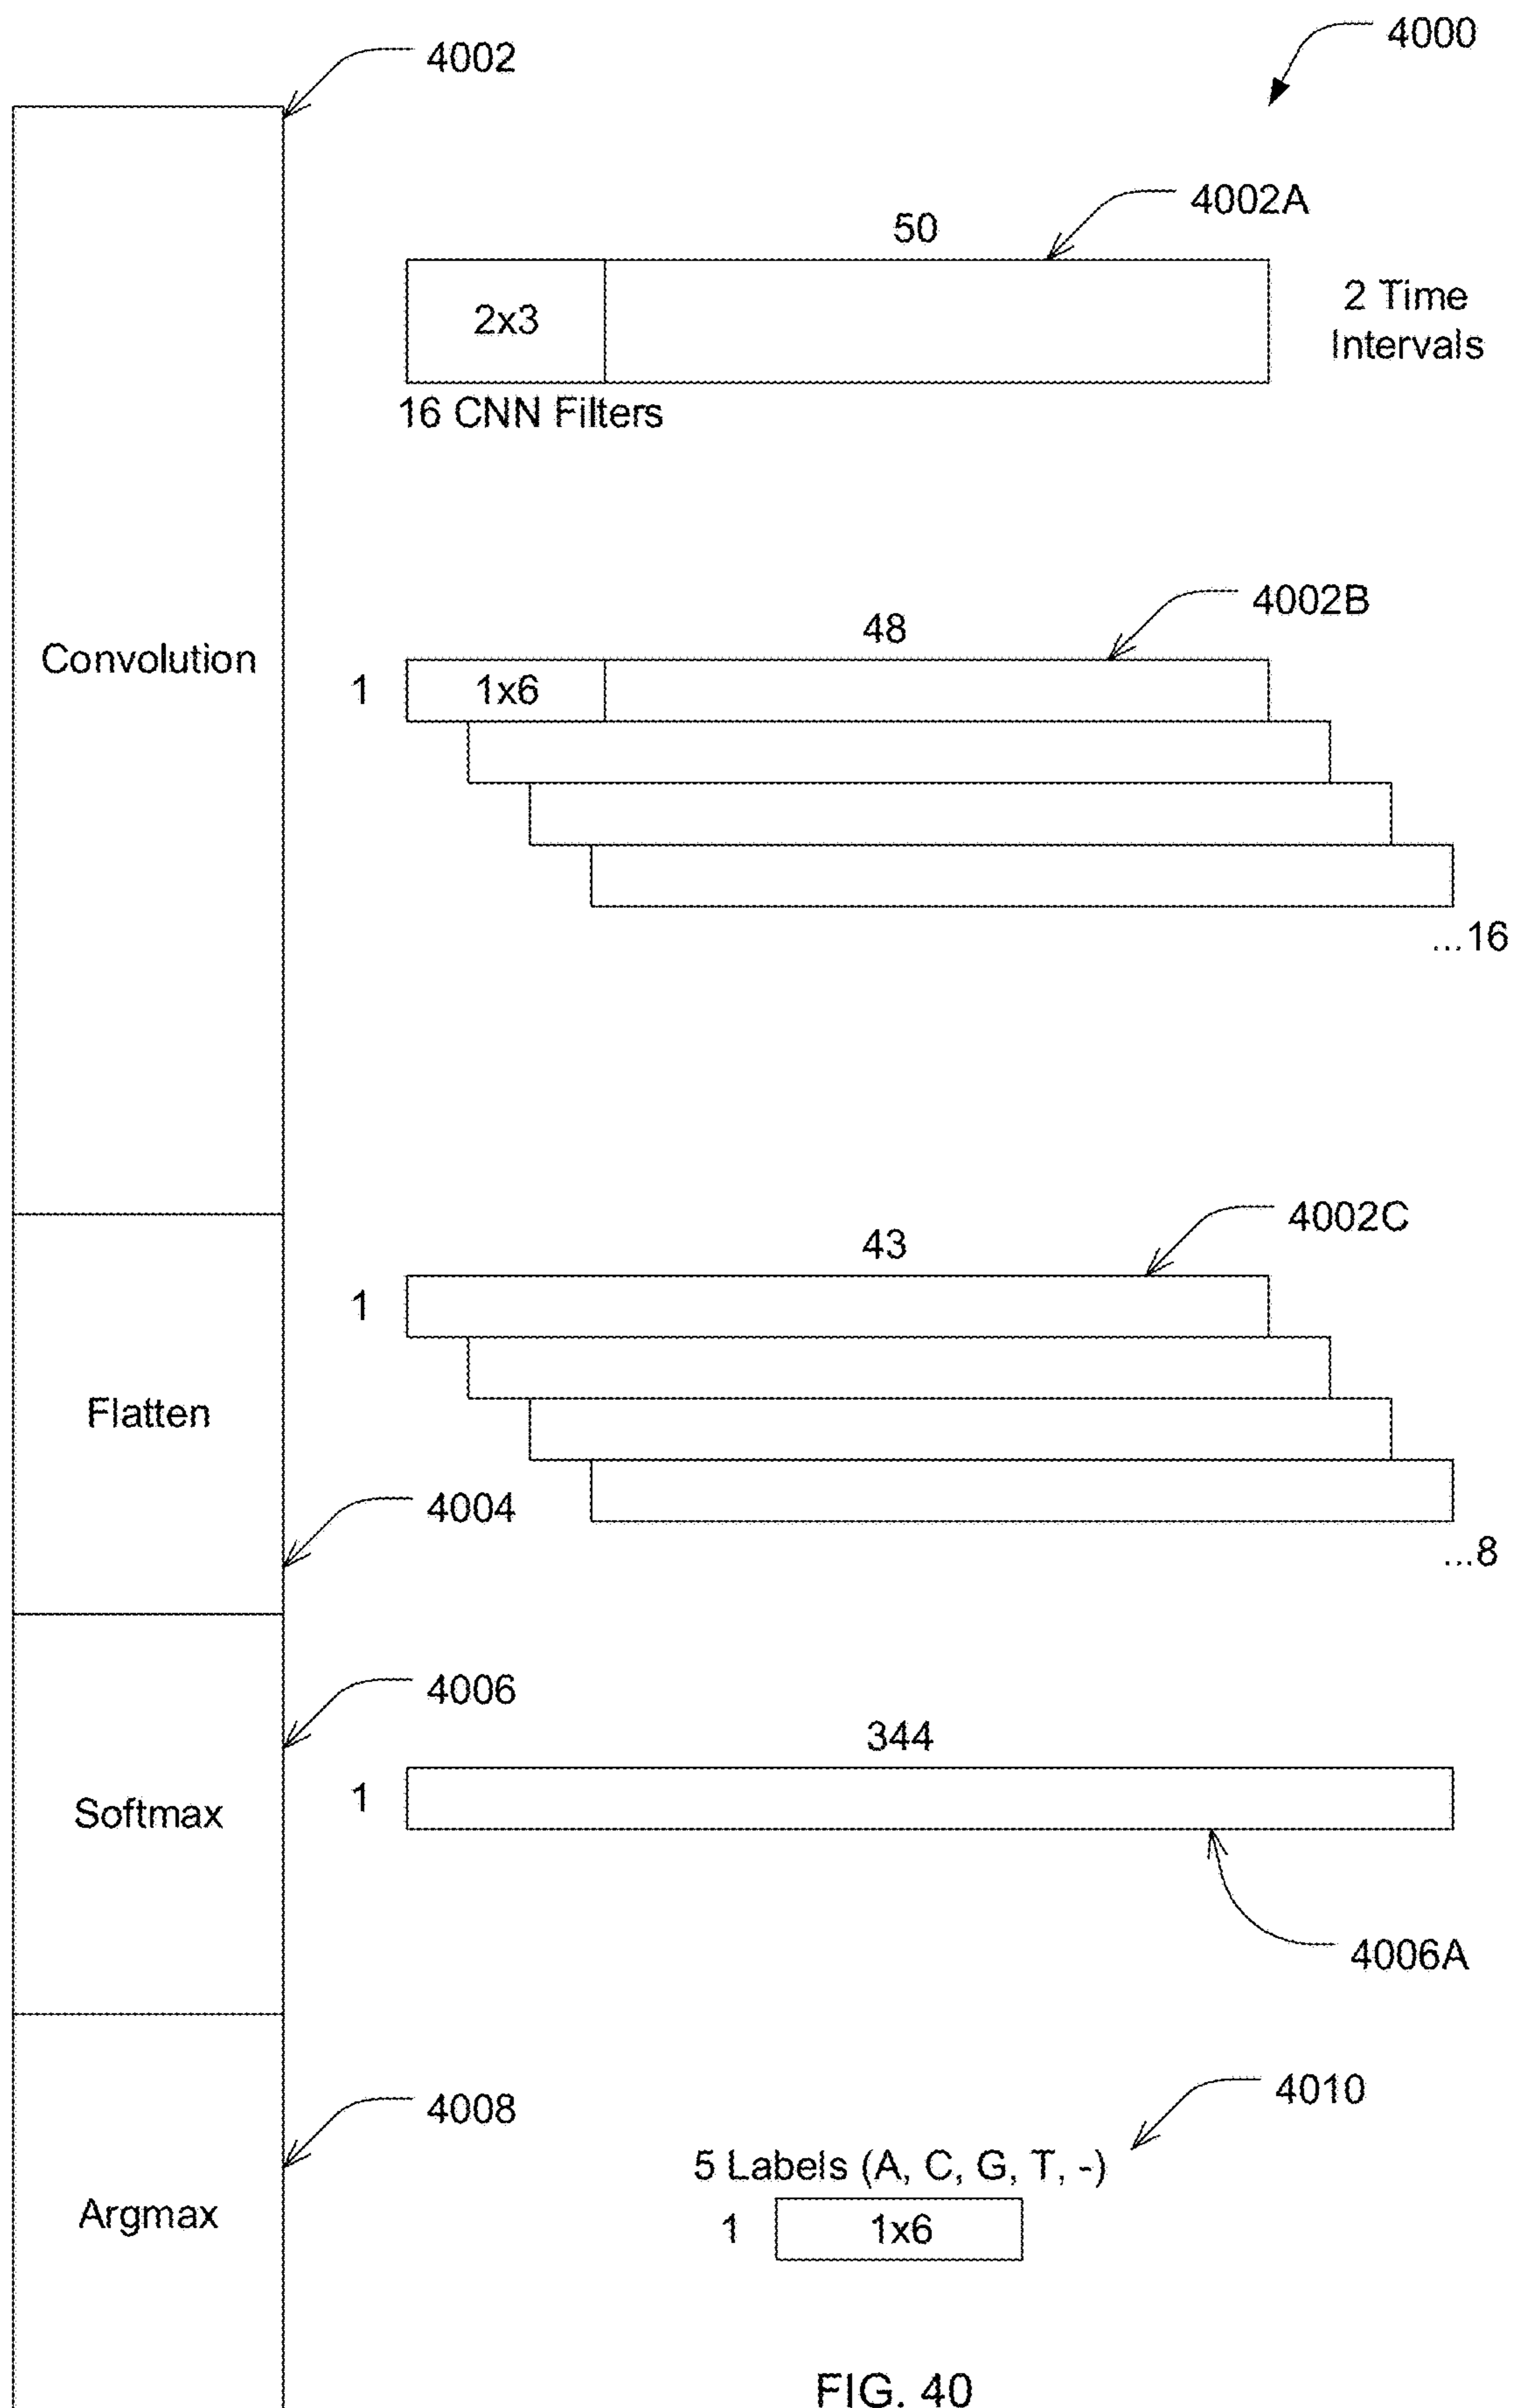 4000
4002
4002A
50
2x3
2 Time
Intervals
16 CNN Filters
4002B
48
Convolution
1
1x6
...16
4002C
43
1
Flatten
4004
...8
4006
344
Softmax
1
4006A
4008
4010
5 Labels (A, C, G, T, -)
Argmax
1
1x6
FIG. 40